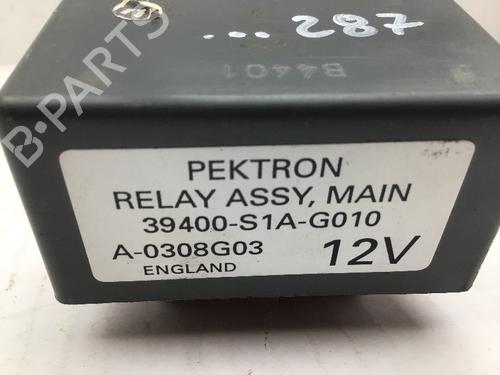 ... 287
B4401
PEKTRON
RELAY ASSY, MAIN
39400-S1A-G010
A-0308G03 12V
ENGLAND
B-PARTS